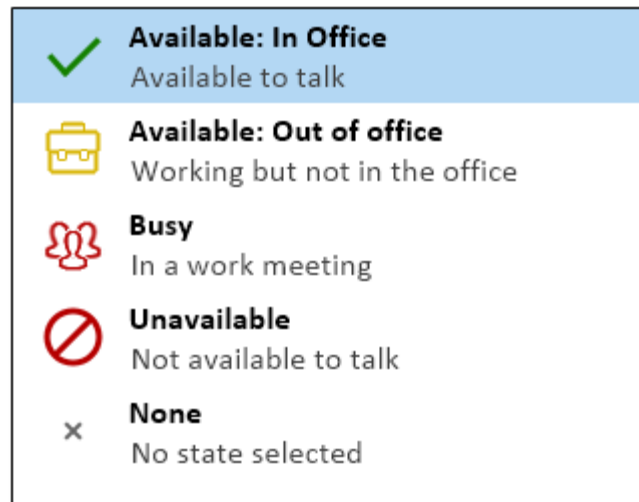 Available: In Office
Available to talk
Available: Out of office
Working but not in the office
Busy
In a work meeting
Unavailable
Not available to talk
None
No state selected